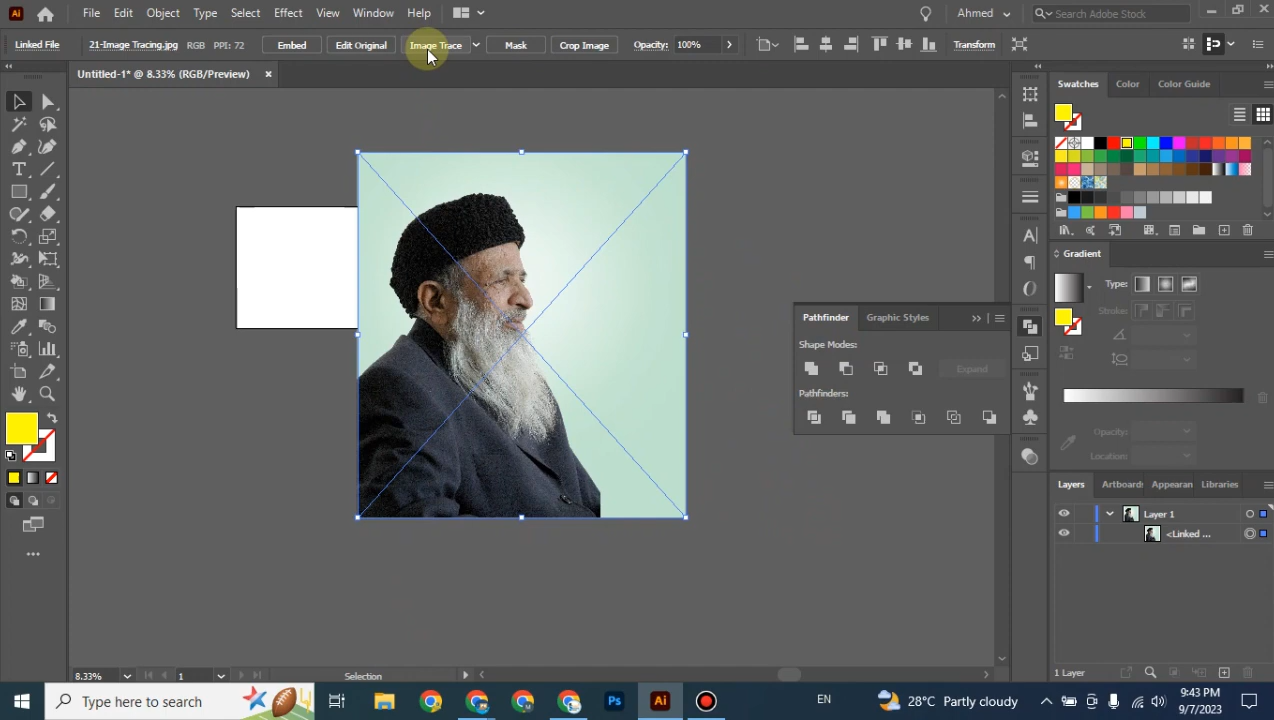 Ai File Edit Object Type Select Effect View Window Help Ahmed Search Adobe Stock
Linked File 21-Image Tracing.jpg RGB PPI: 72 Embed Edit Original Image Trace Mask Crop Image Opacity: 100% Transform
Untitled-1* @ 8.33% (RGB/Preview)
Swatches Color Color Guide
Gradient
Type:
Stroke:
Pathfinder Graphic Styles
Shape Modes:
Expand
Pathfinders:
Opacity:
Location:
Layers Artboard Appearan Libraries
Layer 1
<Linked ...
1 Layer
8.33% 1 Selection
Type here to search Ps Ai EN 28°C Partly cloudy 9:43 PM
9/7/2023